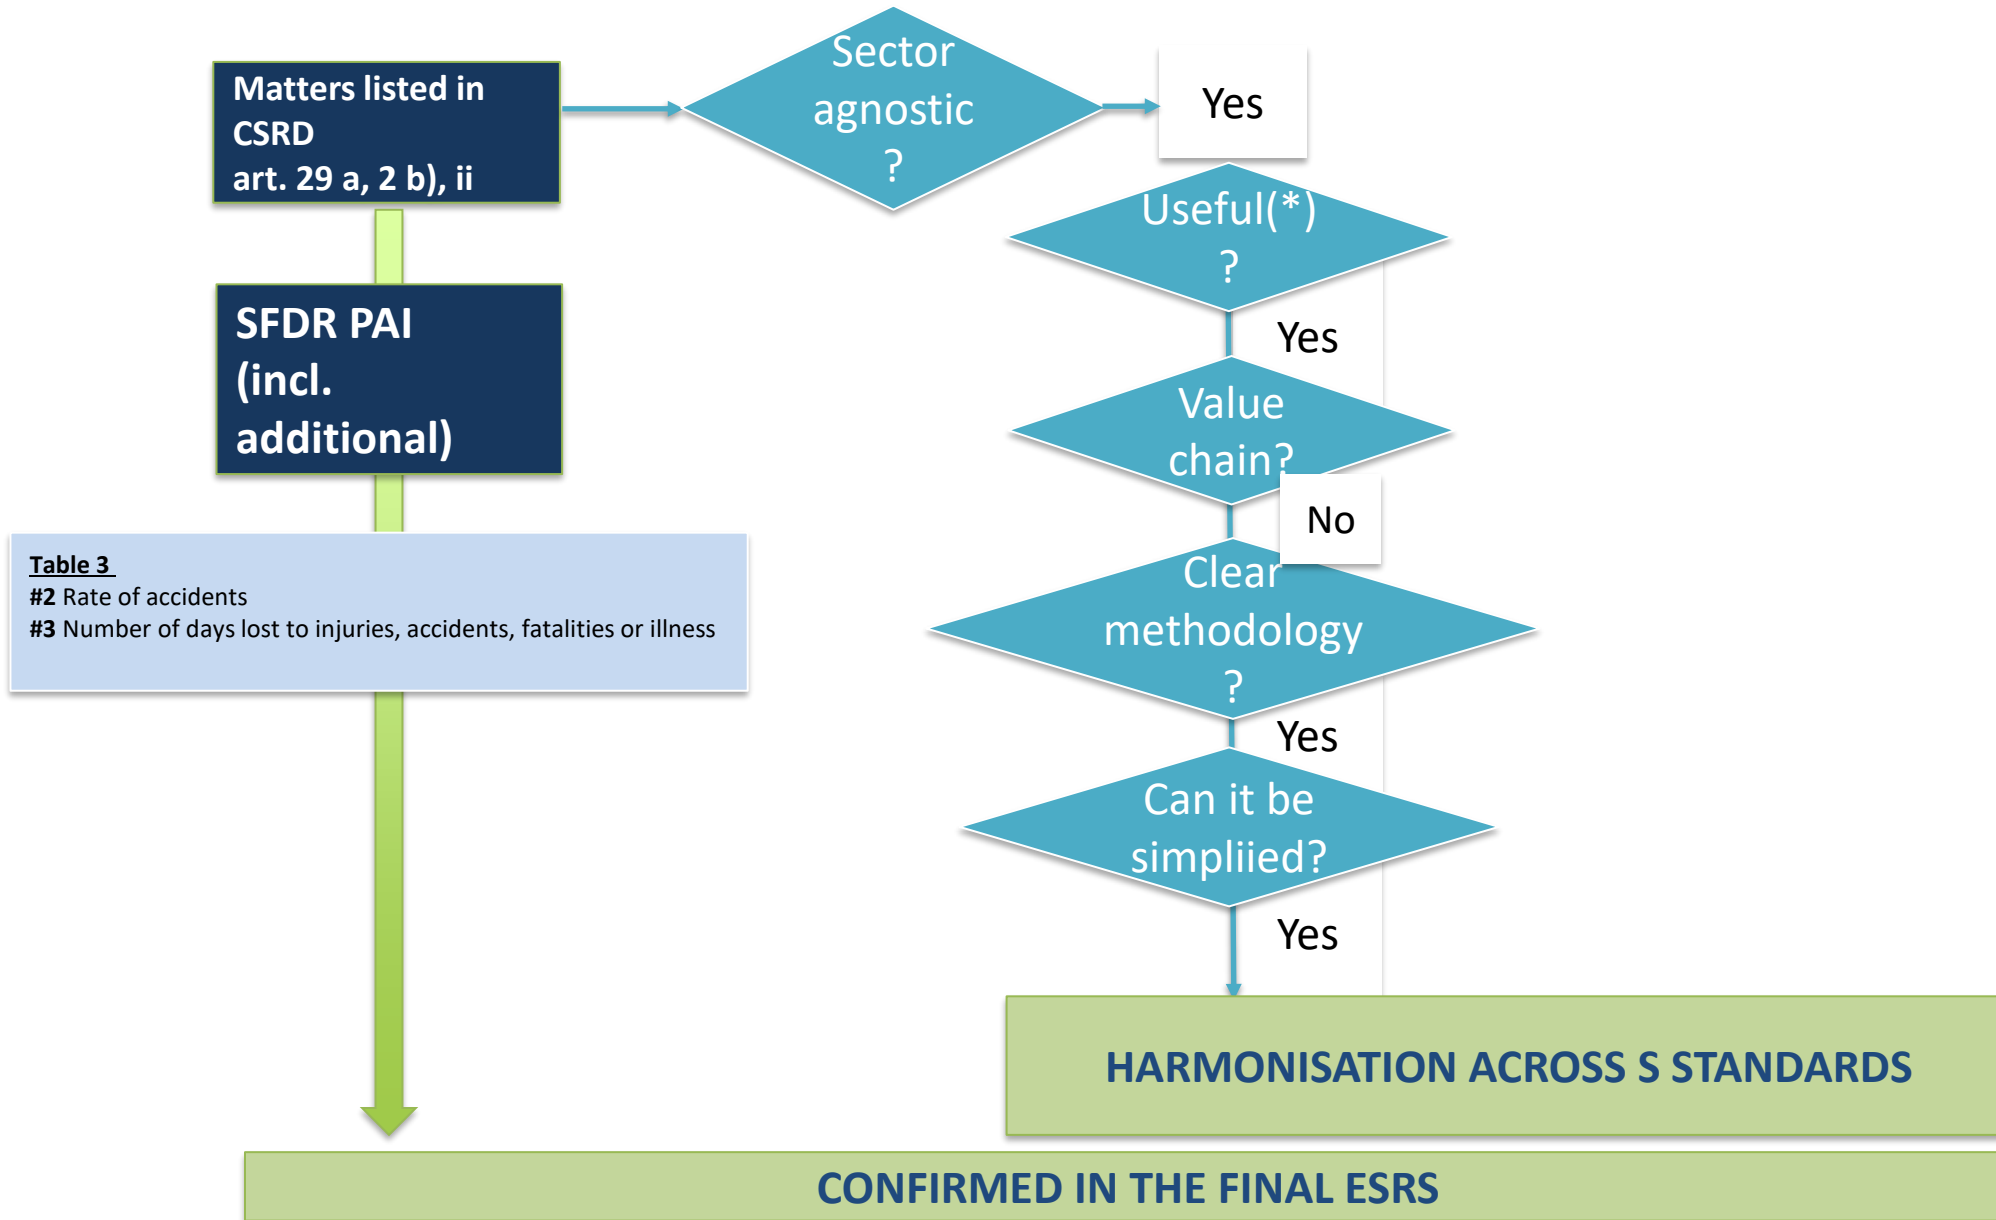 Matters listed in
CSRD
art. 29 a, 2 b), ii
Sector
agnostic
?
Yes
Useful(*)
?
Yes
SFDR PAI
(incl.
additional)
Value
chain?
No
Table 3
#2 Rate of accidents
#3 Number of days lost to injuries, accidents, fatalities or illness
Clear
methodology
?
Yes
Can it be
simpliied?
Yes
HARMONISATION ACROSS S STANDARDS
CONFIRMED IN THE FINAL ESRS